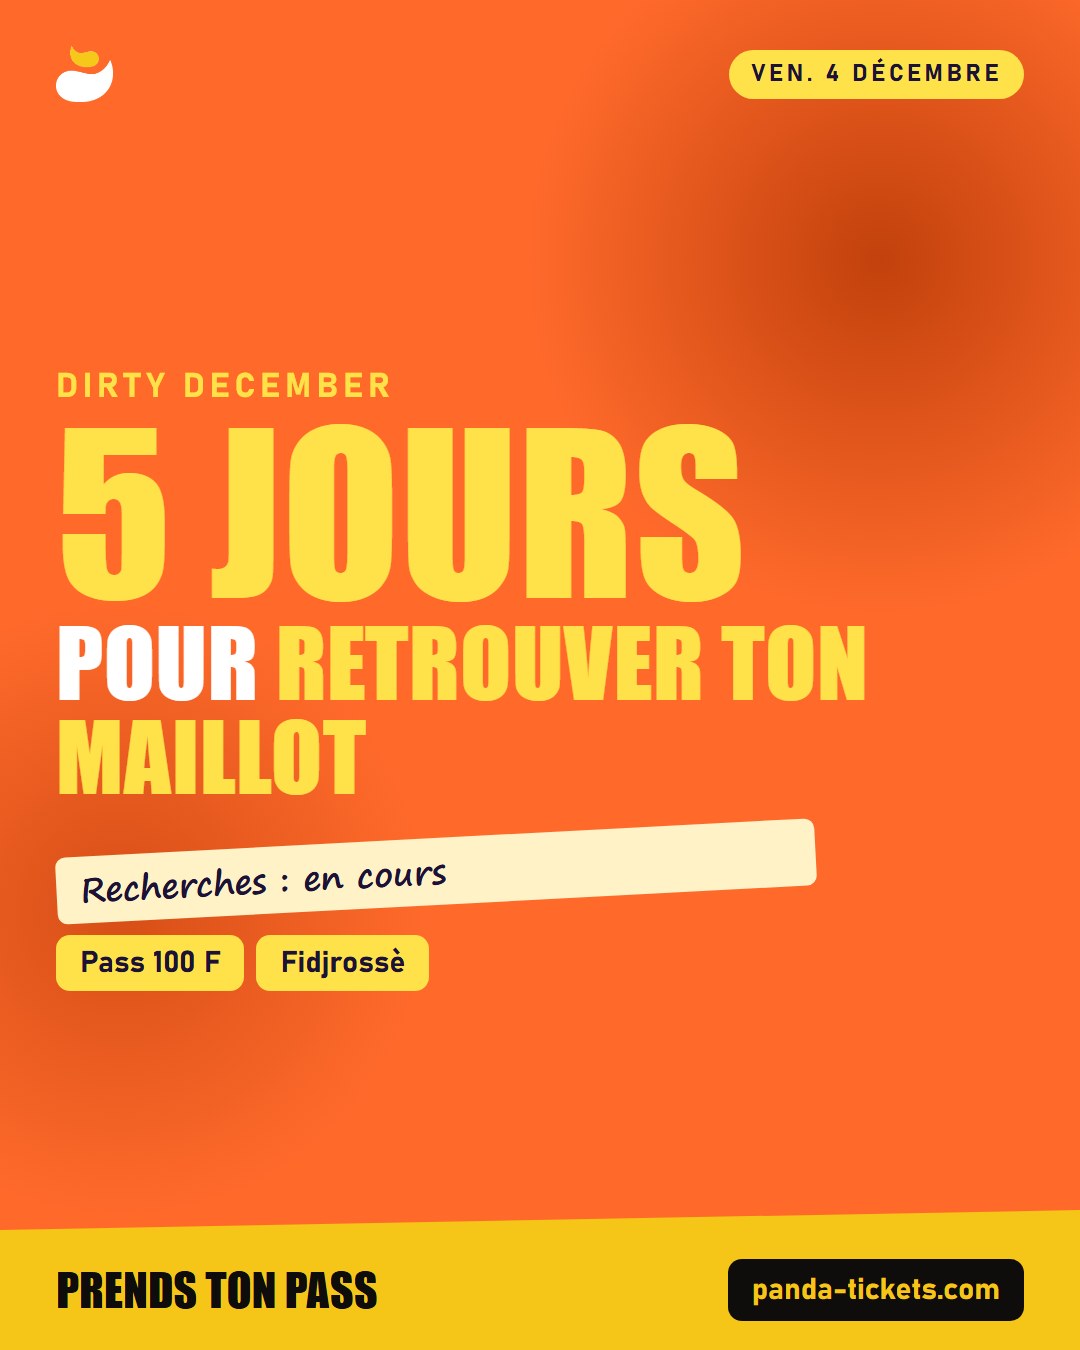 VEN. 4 DÉCEMBRE
DIRTY DECEMBER
5 JOURS
POUR RETROUVER TON
MAILLOT
Recherches : en cours
Pass 100 F
Fidjrossè
PRENDS TON PASS
panda-tickets.com